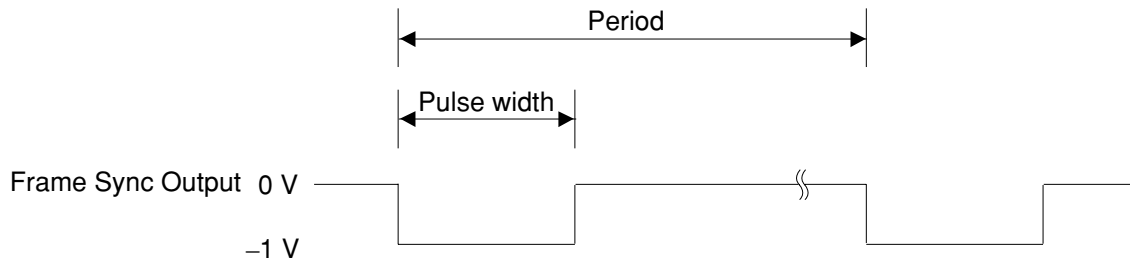 Period
Pulse width
Frame Sync Output 0 V
–1 V